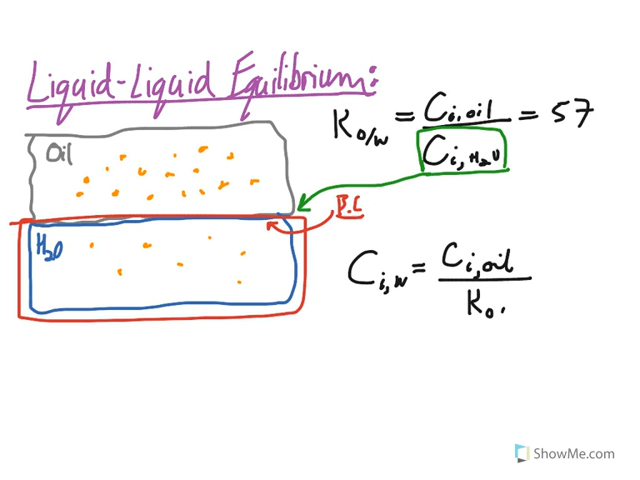 Liquid-Liquid Equilibrium:
K o/w = C i,oil / C i,H2O = 57
Oil
B.C
H2O
C i,w = C i,oil / K o.
ShowMe.com